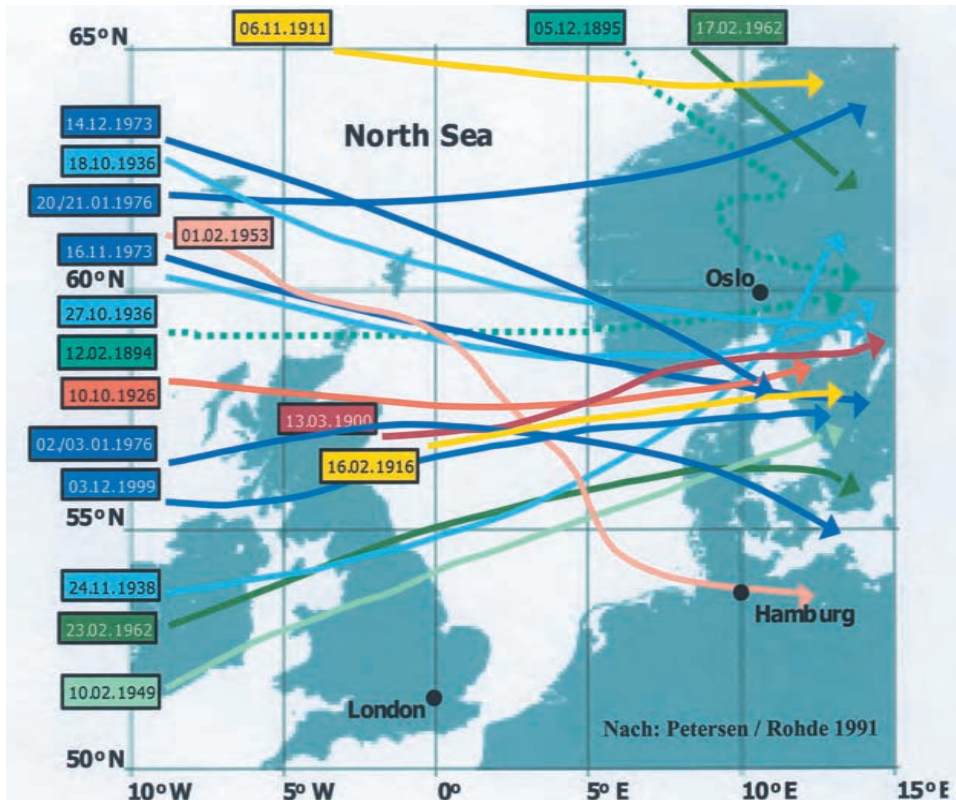 06.11.1911
05.12.1895
17.02.1962
65°N
14.12.1973
North Sea
18.10.1936
20./21.01.1976
01.02.1953
16.11.1973
60°N
Oslo
27.10.1936
12.02.1894
10.10.1926
13.03.1900
02./03.01.1976
16.02.1916
03.12.1999
55°N
24.11.1938
Hamburg
23.02.1962
10.02.1949
London
Nach: Petersen / Rohde 1991
50°N
10°W
5°W
0°
5°E
10°E
15°E